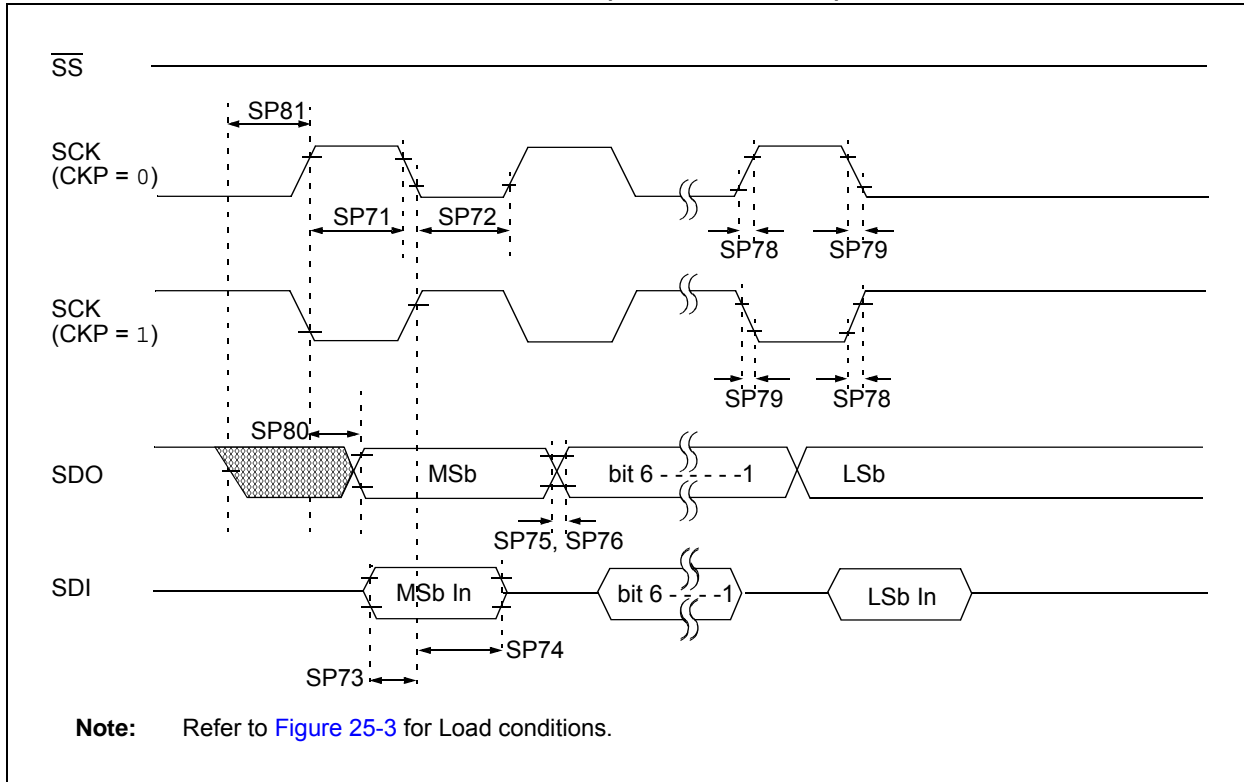 SS
SP81
SCK
(CKP = 0)
SP71 SP72
SP78 SP79
SCK
(CKP = 1)
SP79 SP78
SP80
SDO MSb bit 6 - - - - - -1 LSb
SP75, SP76
SDI MSb In bit 6 - - - -1 LSb In
SP74
SP73
Note: Refer to Figure 25-3 for Load conditions.